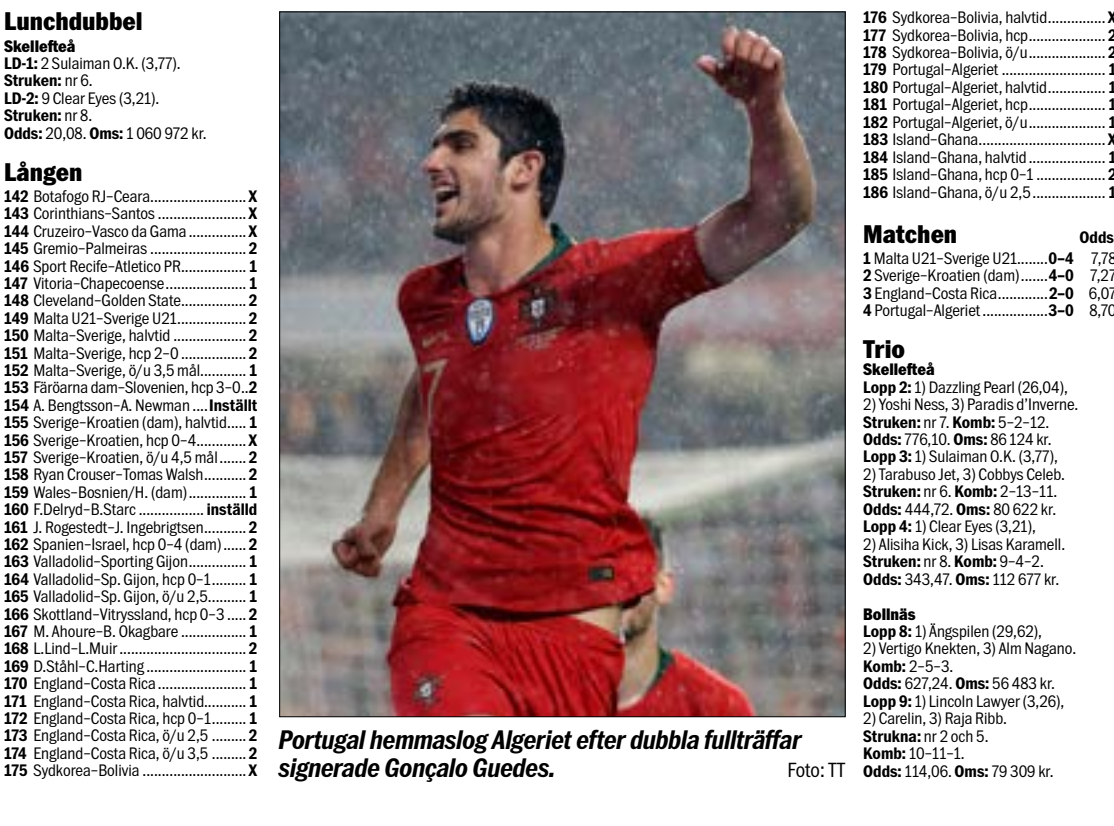 Lunchdubbel
Skellefteå
LD-1: 2 Sulaiman O.K. (3,77).
Struken: nr 6.
LD-2: 9 Clear Eyes (3,21).
Struken: nr 8.
Odds: 20,08. Oms: 1 060 972 kr.
Lången
142 Botafogo RJ–Ceara.......................... X
143 Corinthians–Santos .................. X
144 Cruzeiro–Vasco da Gama ............ X
145 Gremio–Palmeiras .................... 2
146 Sport Recife–Atletico PR............. 1
147 Vitoria–Chapecoense................. 1
148 Cleveland–Golden State............. 2
149 Malta U21–Sverige U21.............. 2
150 Malta–Sverige, halvtid ............... 2
151 Malta–Sverige, hcp 2–0 ............. 2
152 Malta–Sverige, ö/u 3,5 mål......... 1
153 Färöarna dam–Slovenien, hcp 3–0..2
154 A. Bengtsson–A. Newman ....Inställt
155 Sverige–Kroatien (dam), halvtid..... 1
156 Sverige–Kroatien, hcp 0–4.......... X
157 Sverige–Kroatien, ö/u 4,5 mål ....... 2
158 Ryan Crouser–Tomas Walsh......... 2
159 Wales–Bosnien/H. (dam)............. 1
160 F.Delryd–B.Starc ................ inställd
161 J. Rogestedt–J. Ingebrigtsen.......... 2
162 Spanien–Israel, hcp 0–4 (dam)...... 2
163 Valladolid–Sporting Gijon............ 1
164 Valladolid–Sp. Gijon, hcp 0–1........ 1
165 Valladolid–Sp. Gijon, ö/u 2,5........ 1
166 Skottland–Vitryssland, hcp 0–3 ..... 2
167 M. Ahoure–B. Okagbare .............. 1
168 L.Lind–L.Muir......................... 2
169 D.Ståhl–C.Harting .................... 1
170 England–Costa Rica .................. 1
171 England–Costa Rica, halvtid......... 1
172 England–Costa Rica, hcp 0–1......... 1
173 England–Costa Rica, ö/u 2,5 ........ 2
174 England–Costa Rica, ö/u 3,5 ........ 2
175 Sydkorea–Bolivia ..................... X
7
Portugal hemmaslog Algeriet efter dubbla fullträffar
signerade Gonçalo Guedes.
Foto: TT
176 Sydkorea–Bolivia, halvtid.............. X
177 Sydkorea–Bolivia, hcp................. 2
178 Sydkorea–Bolivia, ö/u................. 2
179 Portugal–Algeriet ..................... 1
180 Portugal–Algeriet, halvtid............. 1
181 Portugal–Algeriet, hcp................. 1
182 Portugal–Algeriet, ö/u................. 1
183 Island–Ghana.......................... X
184 Island–Ghana, halvtid ................. 1
185 Island–Ghana, hcp 0–1 ................ 2
186 Island–Ghana, ö/u 2,5................. 1
Matchen Odds
1 Malta U21–Sverige U21.......0–4 7,78
2 Sverige–Kroatien (dam)......4–0 7,27
3 England–Costa Rica............2–0 6,07
4 Portugal–Algeriet ................3–0 8,70
Trio
Skellefteå
Lopp 2: 1) Dazzling Pearl (26,04),
2) Yoshi Ness, 3) Paradis d'Inverne.
Struken: nr 7. Komb: 5–2–12.
Odds: 776,10. Oms: 86 124 kr.
Lopp 3: 1) Sulaiman O.K. (3,77),
2) Tarabuso Jet, 3) Cobbys Celeb.
Struken: nr 6. Komb: 2–13–11.
Odds: 444,72. Oms: 80 622 kr.
Lopp 4: 1) Clear Eyes (3,21),
2) Alisiha Kick, 3) Lisas Karamell.
Struken: nr 8. Komb: 9–4–2.
Odds: 343,47. Oms: 112 677 kr.
Bollnäs
Lopp 8: 1) Ängspilen (29,62),
2) Vertigo Knekten, 3) Alm Nagano.
Komb: 2–5–3.
Odds: 627,24. Oms: 56 483 kr.
Lopp 9: 1) Lincoln Lawyer (3,26),
2) Carelin, 3) Raja Ribb.
Strukna: nr 2 och 5.
Komb: 10–11–1.
Odds: 114,06. Oms: 79 309 kr.